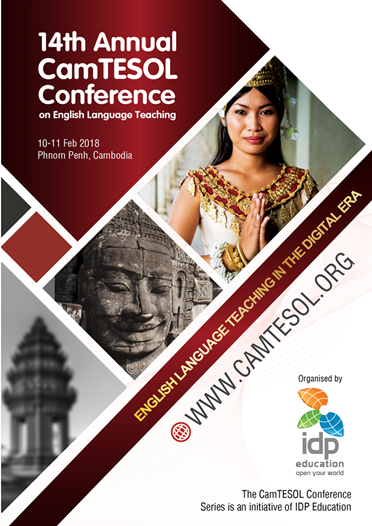 14th Annual
CamTESOL
Conference
on English Language Teaching
10-11 Feb 2018
Phnom Penh, Cambodia
ENGLISH LANGUAGE TEACHING IN THE DIGITAL ERA
WWW.CAMTESOL.ORG
Organised by
idp
education
open your world
The CamTESOL Conference
Series is an initiative of IDP Education